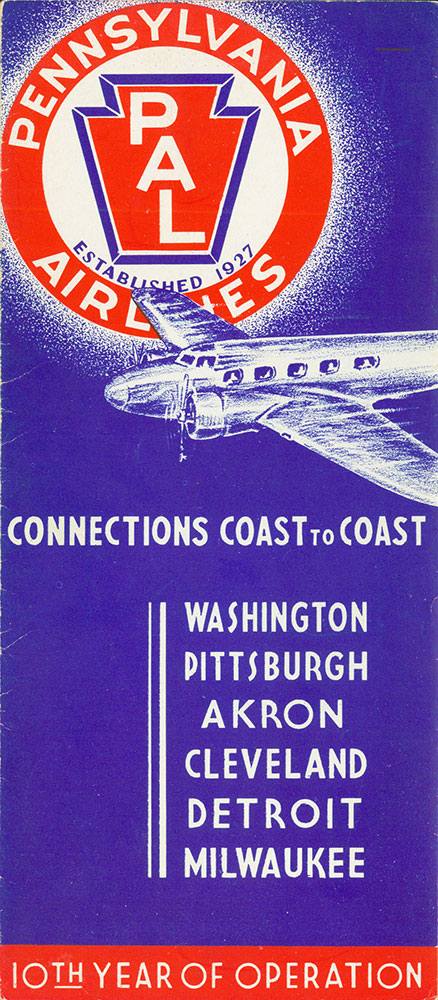 PENNSYLVANIA
PAL
ESTABLISHED 1927
AIRLINES
CONNECTIONS COAST TO COAST
WASHINGTON
PITTSBURGH
AKRON
CLEVELAND
DETROIT
MILWAUKEE
10TH YEAR OF OPERATION